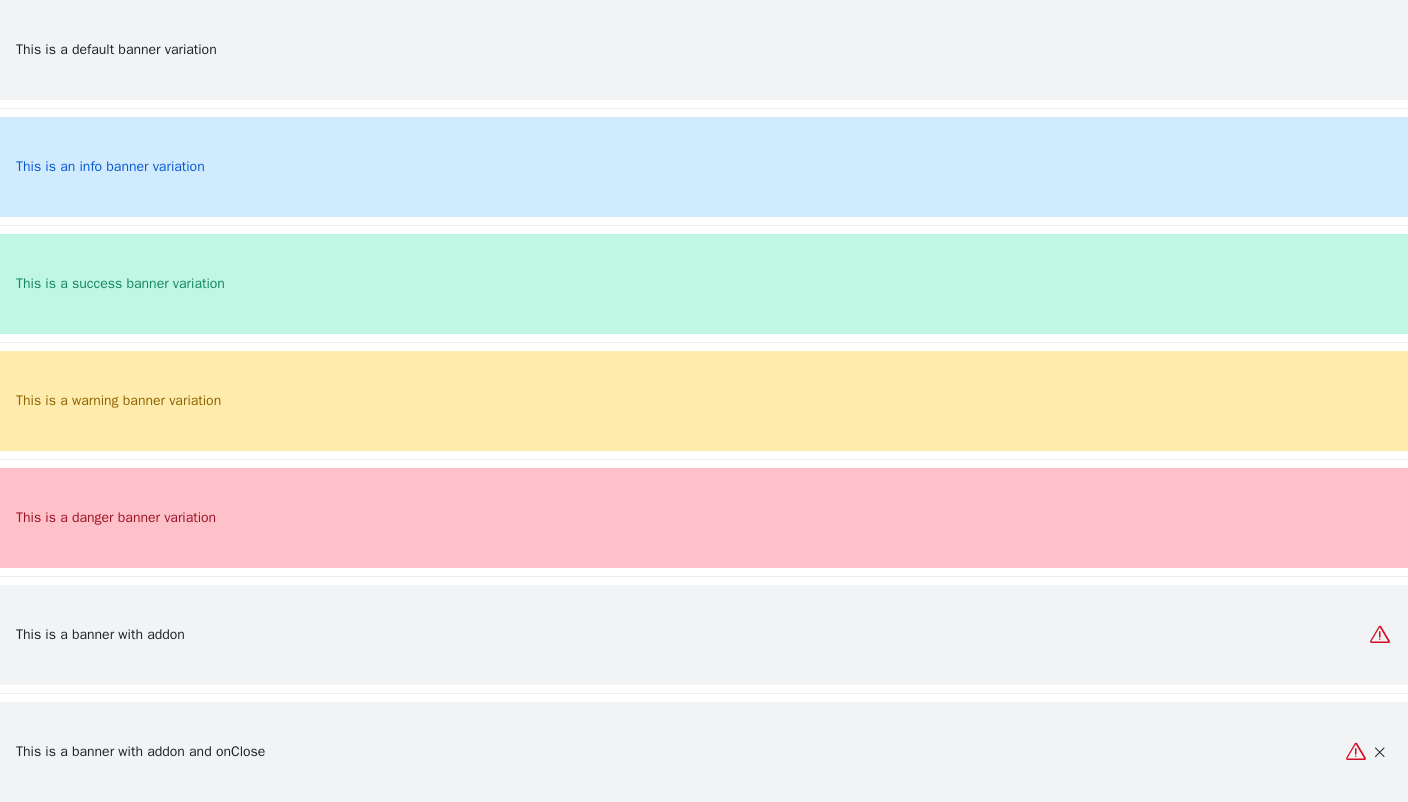 This is a default banner variation
This is an info banner variation
This is a success banner variation
This is a warning banner variation
This is a danger banner variation
This is a banner with addon
This is a banner with addon and onClose